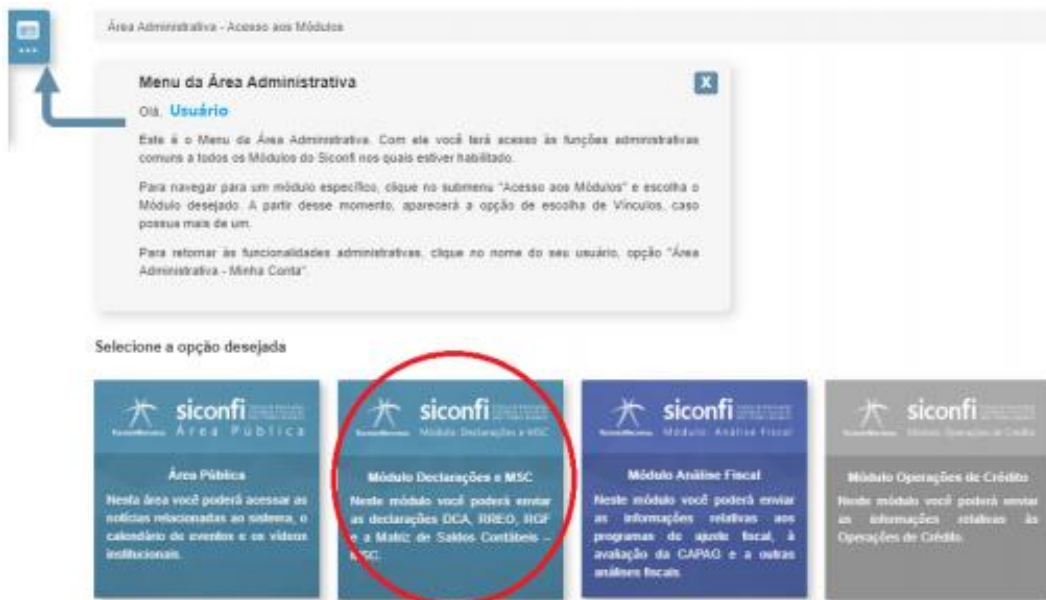 Área Administrativa - Acesso aos Módulos
Menu da Área Administrativa
X
Olá, Usuário
Este é o Menu da Área Administrativa. Com ele você terá acesso às funções administrativas
comuns a todos os Módulos do Siconfi nos quais estiver habilitado.
Para navegar para um módulo específico, clique no submenu "Acesso aos Módulos" e escolha o
Módulo desejado. A partir desse momento, aparecerá a opção de escolha de Vínculos, caso
possua mais de um.
Para retornar às funcionalidades administrativas, clique no nome do seu usuário, opção "Área
Administrativa - Minha Conta".
Selecione a opção desejada
siconfi
Área Pública
Área Pública
Nesta área você poderá acessar as
notícias relacionadas ao sistema, o
calendário de eventos e os vídeos
institucionais.
siconfi
Módulo: Declarações e MSC
Módulo Declarações e MSC
Neste módulo você poderá enviar
as declarações DCA, RREO, RGF
e a Matriz de Saldos Contábeis –
MSC.
siconfi
Módulo: Análise Fiscal
Módulo Análise Fiscal
Neste módulo você poderá enviar
as informações relativas aos
programas de ajuste fiscal, à
avaliação da CAPAG e a outras
análises fiscais.
siconfi
Módulo: Operações de Crédito
Módulo Operações de Crédito
Neste módulo você poderá enviar
as informações relativas às
Operações de Crédito.